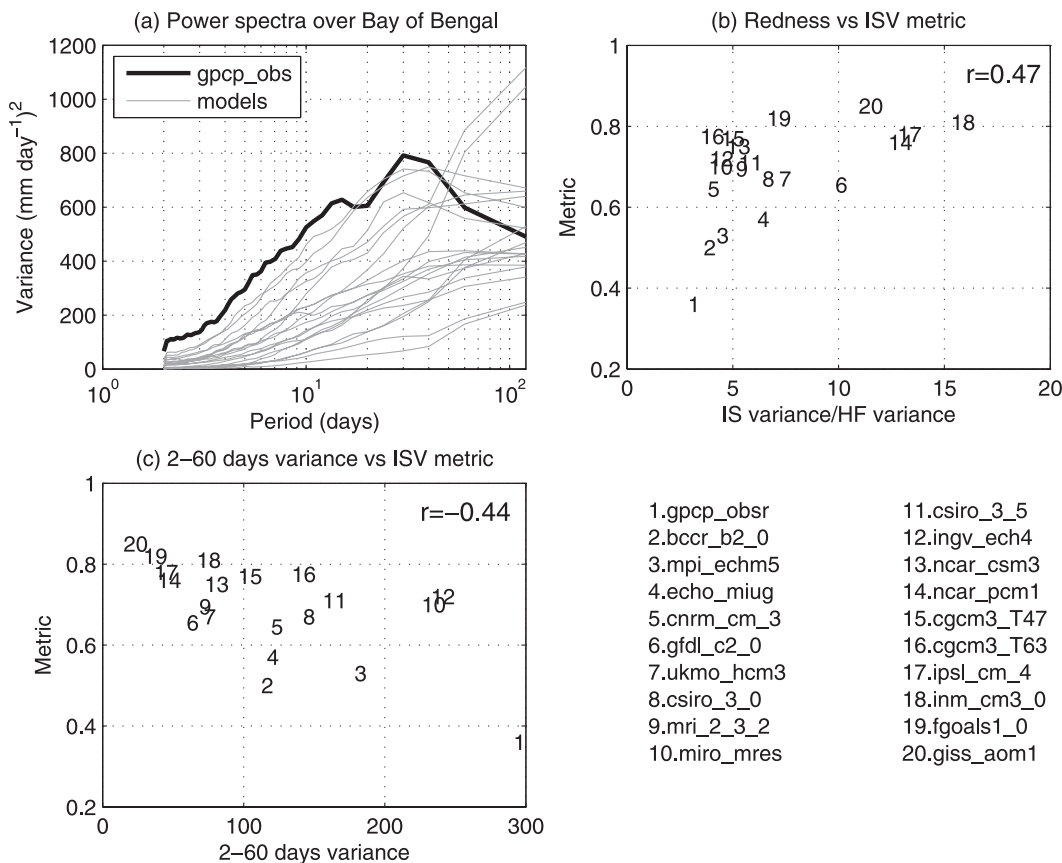 (a) Power spectra over Bay of Bengal
1200
1000
800
600
400
200
0
Variance (mm day⁻¹)²
gpcp_obs
models
10⁰
10¹
10²
Period (days)
(b) Redness vs ISV metric
r=0.47
1
0.8
0.6
0.4
0.2
Metric
20
19
18
17
16
15
14
13
12
11
10
9
8
7
6
5
4
3
2
1
0
5
10
15
20
IS variance/HF variance
(c) 2–60 days variance vs ISV metric
r=−0.44
1
0.8
0.6
0.4
0.2
Metric
20
19
18
17
16
15
14
13
12
11
10
9
8
7
6
5
4
3
2
1
0
100
200
300
2–60 days variance
1.gpcp_obsr
2.bccr_b2_0
3.mpi_echm5
4.echo_miug
5.cnrm_cm_3
6.gfdl_c2_0
7.ukmo_hcm3
8.csiro_3_0
9.mri_2_3_2
10.miro_mres
11.csiro_3_5
12.ingv_ech4
13.ncar_csm3
14.ncar_pcm1
15.cgcm3_T47
16.cgcm3_T63
17.ipsl_cm_4
18.inm_cm3_0
19.fgoals1_0
20.giss_aom1